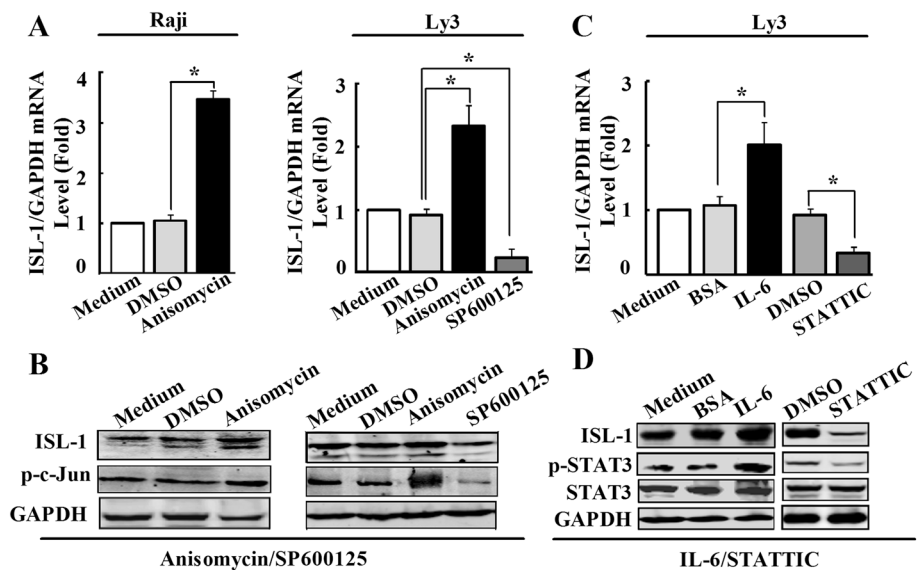 A
Raji
ISL-1/GAPDH mRNA
Level (Fold)
4
3
2
1
0
*
Medium
DMSO
Anisomycin
Ly3
ISL-1/GAPDH mRNA
Level (Fold)
3
2
1
0
*
*
Medium
DMSO
Anisomycin
SP600125
C
Ly3
ISL-1/GAPDH mRNA
Level (Fold)
3
2
1
0
*
*
Medium
BSA
IL-6
DMSO
STATTIC
B
Medium
DMSO
Anisomycin
Medium
DMSO
Anisomycin
SP600125
ISL-1
p-c-Jun
GAPDH
Anisomycin/SP600125
D
Medium
BSA
IL-6
DMSO
STATTIC
ISL-1
p-STAT3
STAT3
GAPDH
IL-6/STATTIC